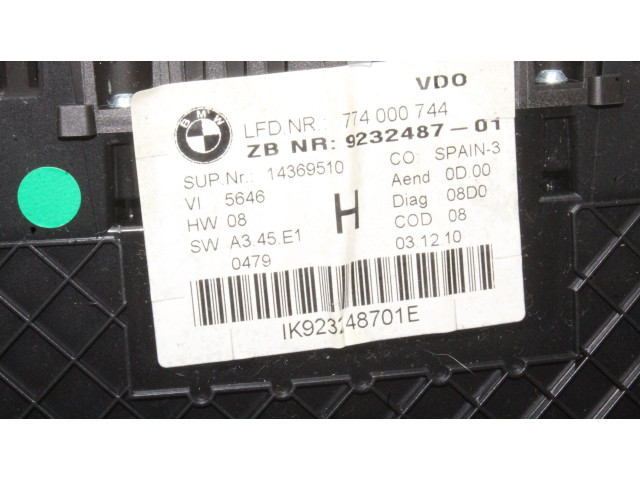 VDO
BMW
LFD NR.: 774 000 744
ZB NR: 9232487-01
SUP.Nr.: 14369510 CO SPAIN-3
VI 5646 Aend 0D.00
HW 08 H Diag 08D0
SW A3.45.E1 COD 08
0479 03.12.10
IK923248701E